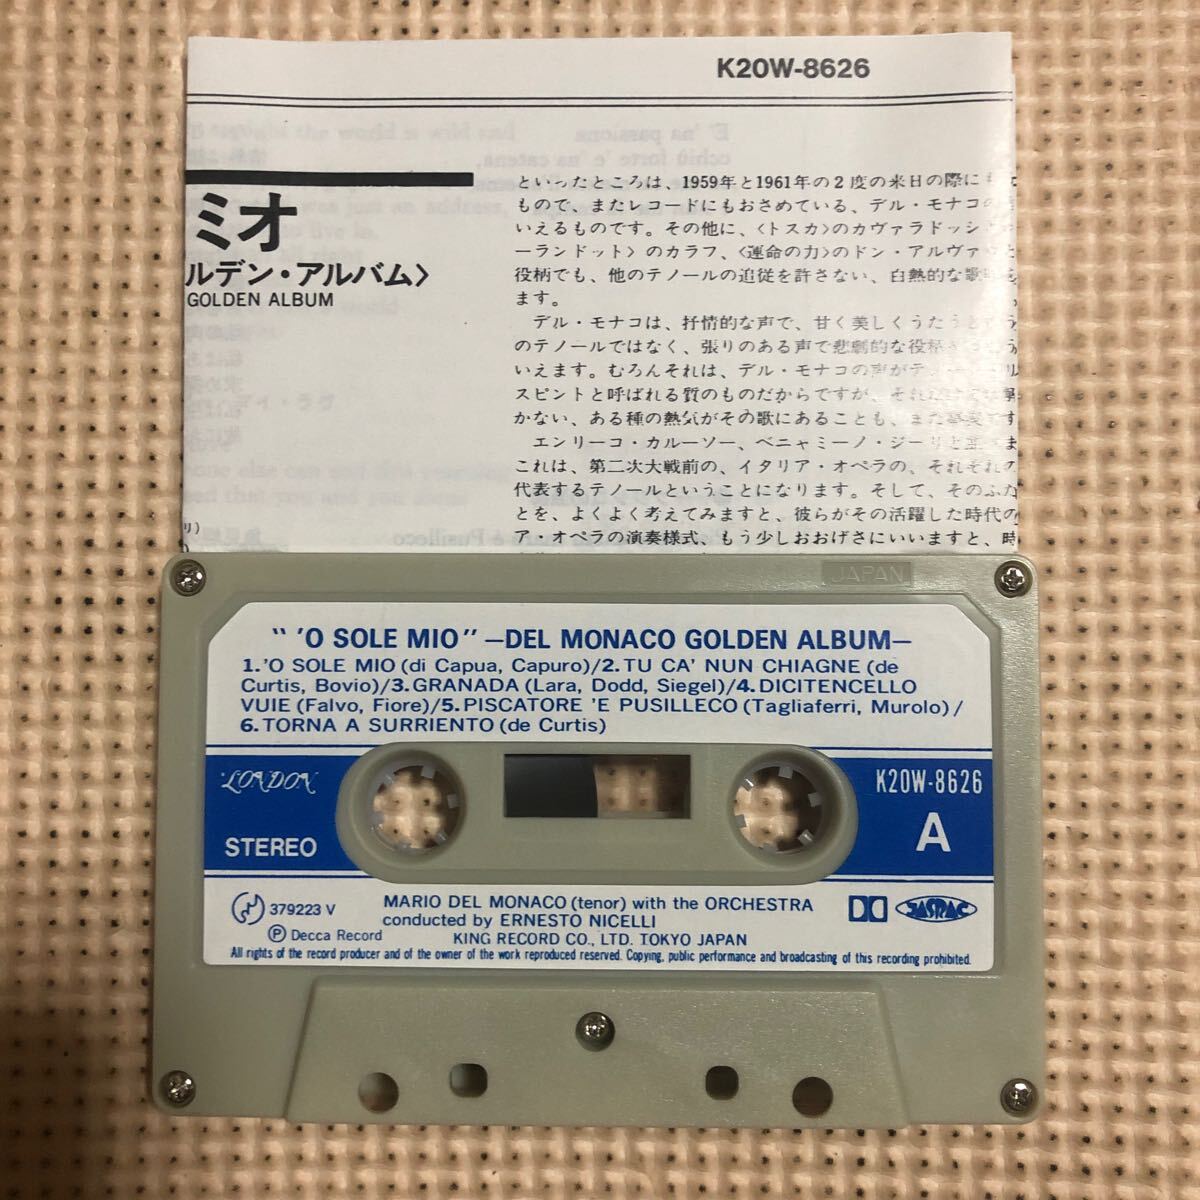 K20W-8626
ミオ
ルデン・アルバム〉
GOLDEN ALBUM
といったところは、1959年と1961年の2度の来日の際に
もので、またレコードにもおさめている、デル・モナコの
いえるものです。その他に、〈トスカ〉のカヴァラドッシ
ーランドット〉のカラフ、〈運命の力〉のドン・アルヴァ
役柄でも、他のテノールの追従を許さない、白熱的な歌
ます。
デル・モナコは、抒情的な声で、甘く美しくうたう
のテノールではなく、張りのある声で悲劇的な役柄
いえます。むろんそれは、デル・モナコの声がテ
スピントと呼ばれる質のものだからですが、それだけ
かない、ある種の熱気がその歌にあることも、また事実です
エンリーコ・カルーソー、ベニャミーノ・ジーリと
これは、第二次大戦前の、イタリア・オペラの、それぞれの
代表するテノールということになります。そして、そのふた
とを、よくよく考えてみますと、彼らがその活躍した時代の
ア・オペラの演奏様式、もう少しおおげさにいいますと、時
JAPAN
" 'O SOLE MIO" —DEL MONACO GOLDEN ALBUM—
1. 'O SOLE MIO (di Capua, Capuro)/2. TU CA' NUN CHIAGNE (de
Curtis, Bovio)/3. GRANADA (Lara, Dodd, Siegel)/4. DICITENCELLO
VUIE (Falvo, Fiore)/5. PISCATORE 'E PUSILLECO (Tagliaferri, Murolo)/
6. TORNA A SURRIENTO (de Curtis)
LONDON
K20W-8626
STEREO
A
379223 V
MARIO DEL MONACO (tenor) with the ORCHESTRA
conducted by ERNESTO NICELLI
JASRAC
Ⓟ Decca Record
KING RECORD CO., LTD. TOKYO JAPAN
All rights of the record producer and of the owner of the work reproduced reserved. Copying, public performance and broadcasting of this recording prohibited.